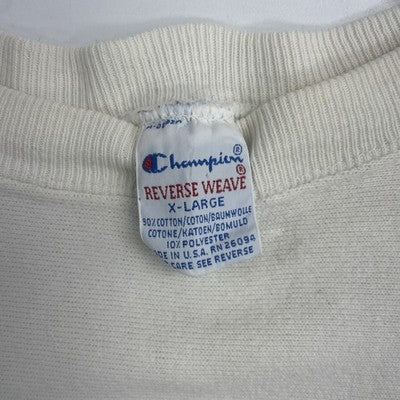 Champion®
REVERSE WEAVE®
X-LARGE
90% COTTON/COTON/BAUMWOLLE
COTONE/KATOEN/BOMULD
10% POLYESTER
MADE IN U.S.A. RN 26094
CARE SEE REVERSE